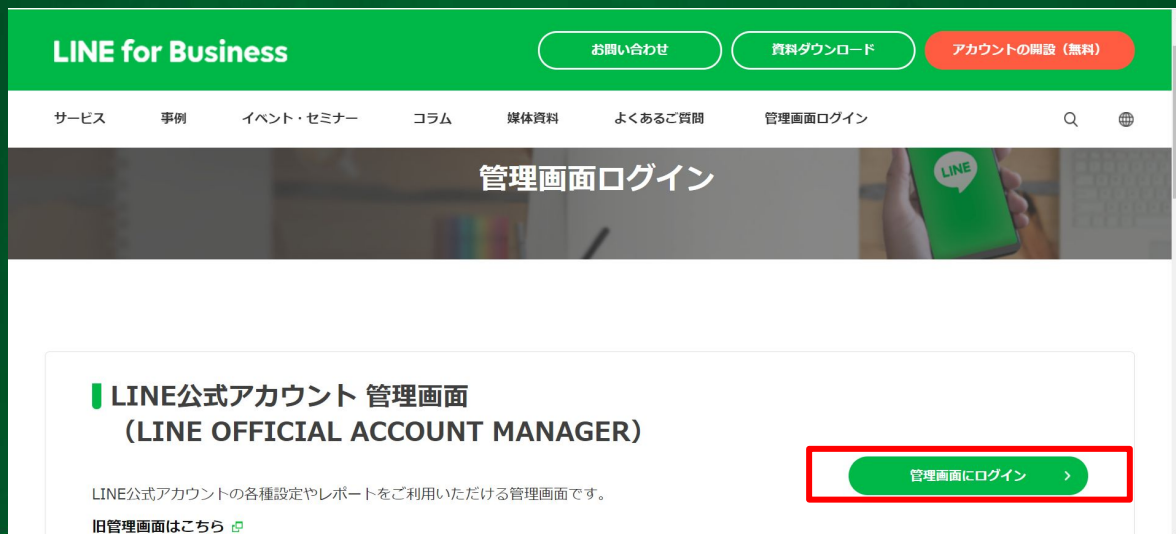 LINE for Business
お問い合わせ
資料ダウンロード
アカウントの開設（無料）
サービス
事例
イベント・セミナー
コラム
媒体資料
よくあるご質問
管理画面ログイン
管理画面ログイン
LINE
LINE公式アカウント 管理画面
（LINE OFFICIAL ACCOUNT MANAGER）
管理画面にログイン
LINE公式アカウントの各種設定やレポートをご利用いただける管理画面です。
旧管理画面はこちら